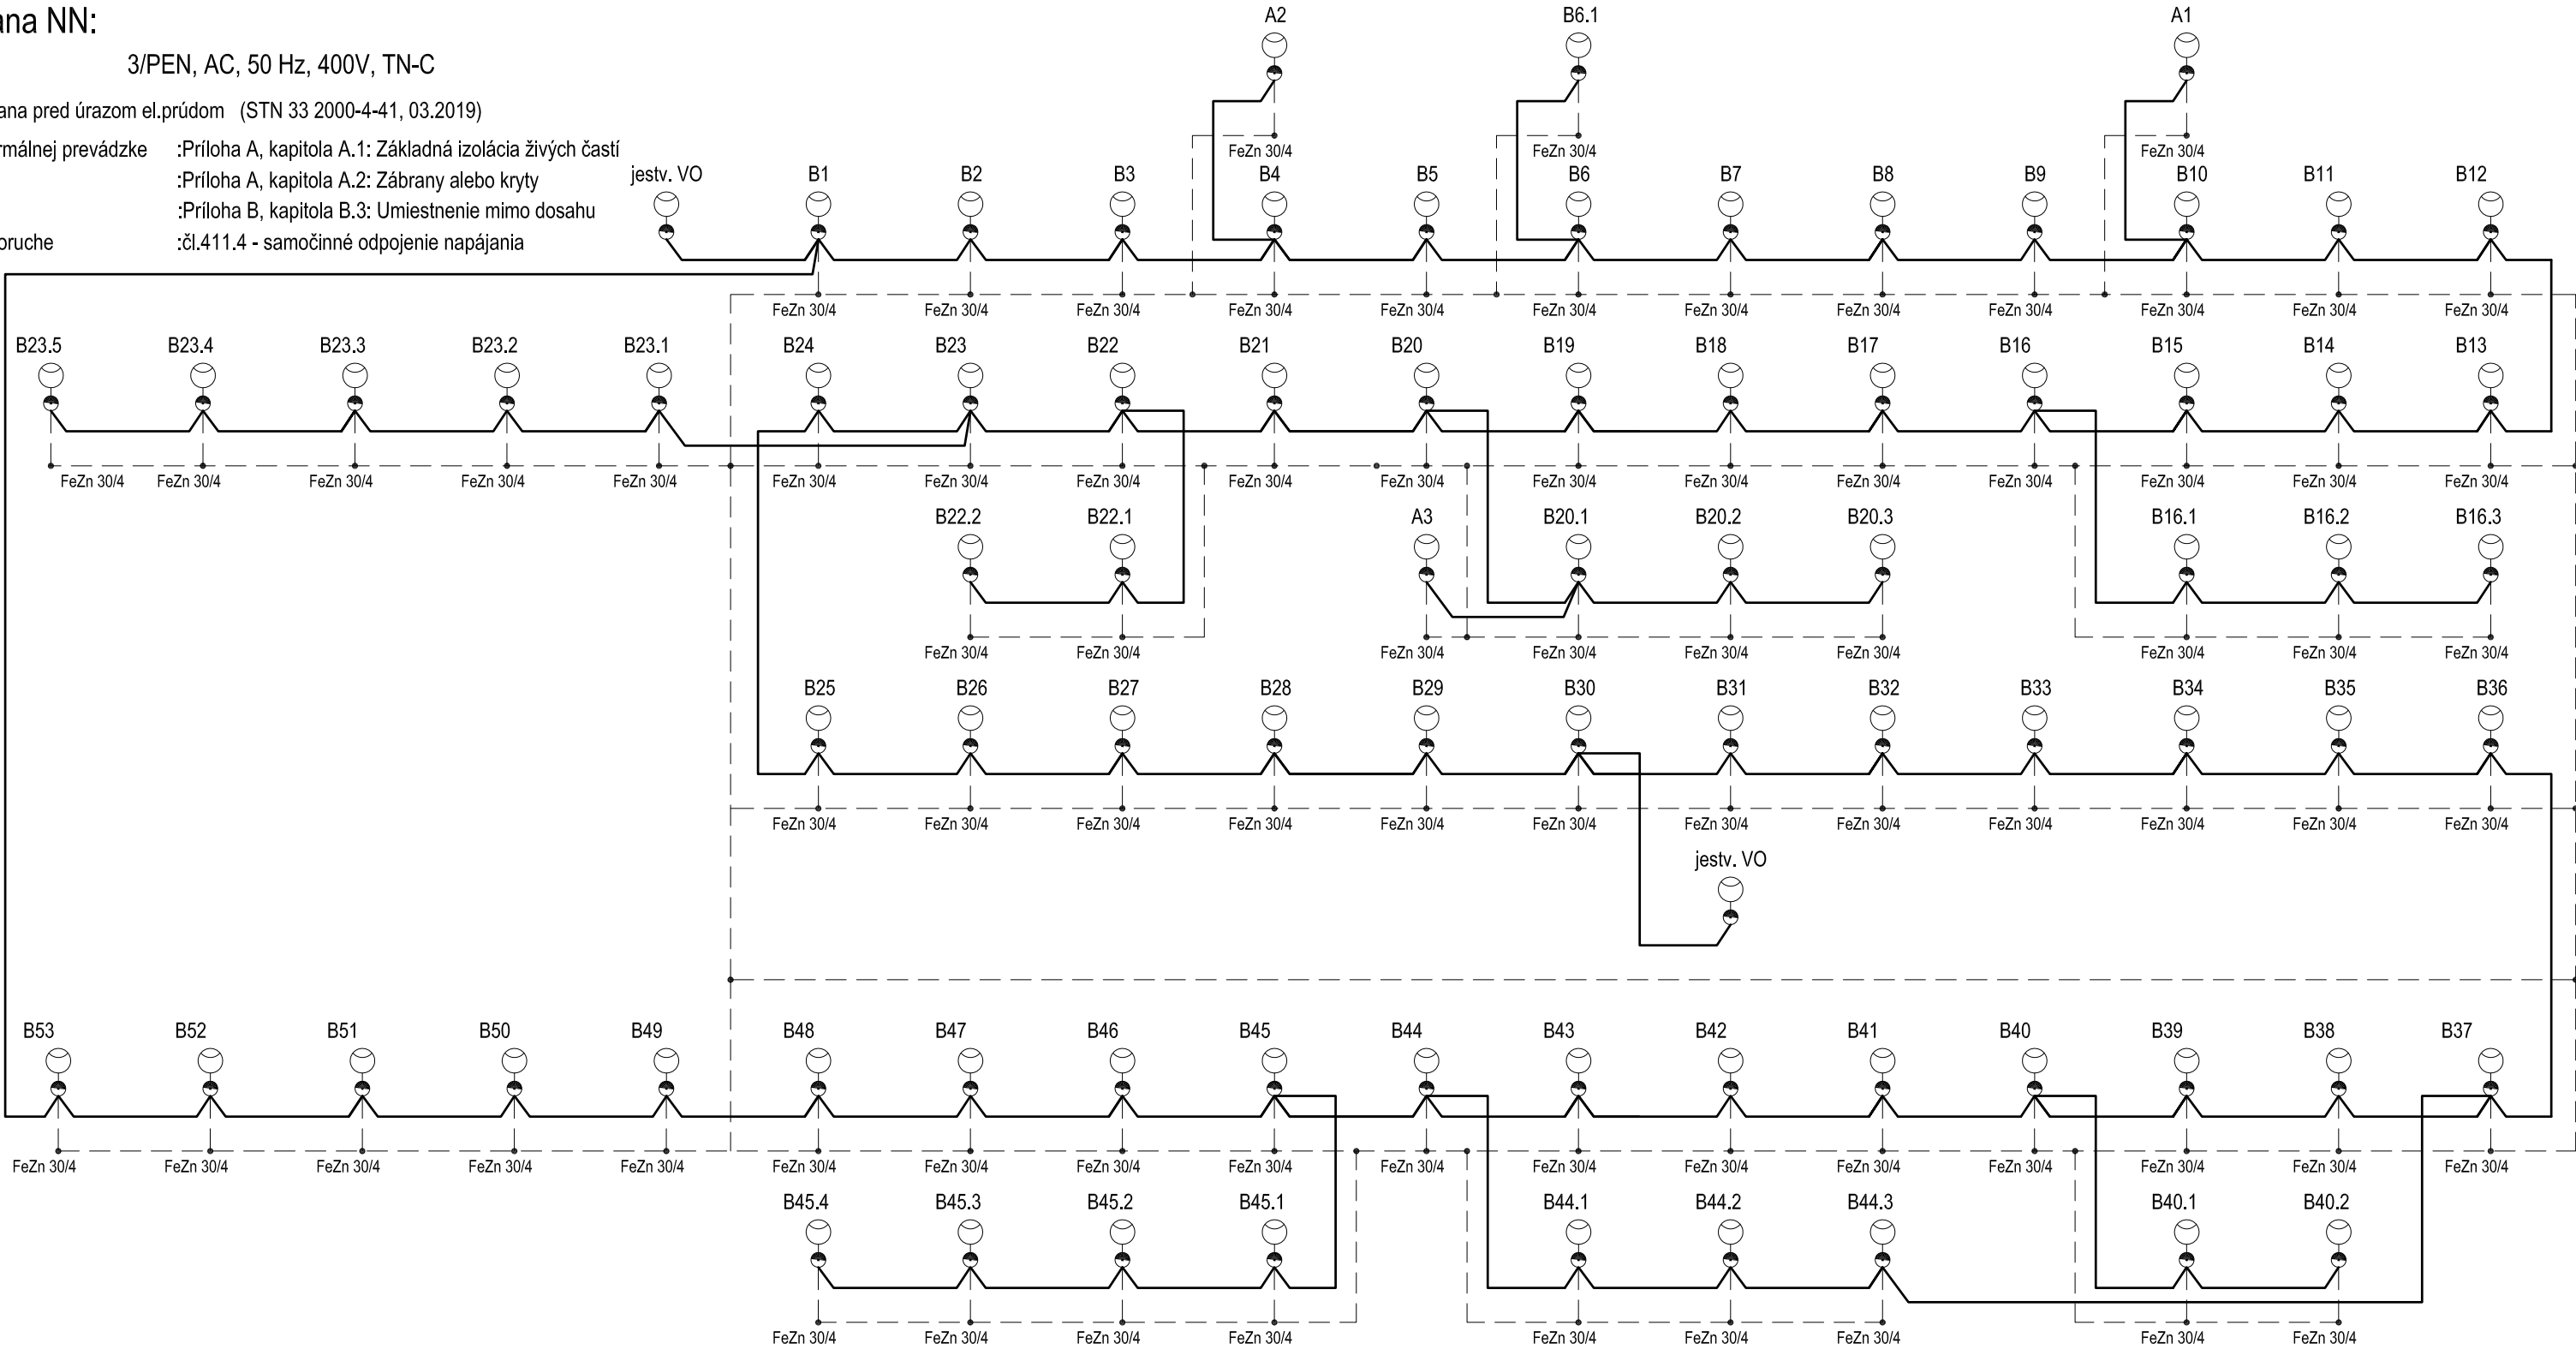 ana NN:
3/PEN, AC, 50 Hz, 400V, TN-C
ana pred úrazom el.prúdom (STN 33 2000-4-41, 03.2019)
rmálnej prevádzke :Príloha A, kapitola A.1: Základná izolácia živých častí
:Príloha A, kapitola A.2: Zábrany alebo kryty
:Príloha B, kapitola B.3: Umiestnenie mimo dosahu
oruche :čl.411.4 - samočinné odpojenie napájania
A2 B6.1 A1
FeZn 30/4 FeZn 30/4 FeZn 30/4
jestv. VO B1 B2 B3 B4 B5 B6 B7 B8 B9 B10 B11 B12
FeZn 30/4 FeZn 30/4 FeZn 30/4 FeZn 30/4 FeZn 30/4 FeZn 30/4 FeZn 30/4 FeZn 30/4 FeZn 30/4 FeZn 30/4 FeZn 30/4 FeZn 30/4
B23.5 B23.4 B23.3 B23.2 B23.1 B24 B23 B22 B21 B20 B19 B18 B17 B16 B15 B14 B13
FeZn 30/4 FeZn 30/4 FeZn 30/4 FeZn 30/4 FeZn 30/4 FeZn 30/4 FeZn 30/4 FeZn 30/4 FeZn 30/4 FeZn 30/4 FeZn 30/4 FeZn 30/4 FeZn 30/4 FeZn 30/4 FeZn 30/4 FeZn 30/4 FeZn 30/4
B22.2 B22.1 A3 B20.1 B20.2 B20.3 B16.1 B16.2 B16.3
FeZn 30/4 FeZn 30/4 FeZn 30/4 FeZn 30/4 FeZn 30/4 FeZn 30/4 FeZn 30/4 FeZn 30/4 FeZn 30/4
B25 B26 B27 B28 B29 B30 B31 B32 B33 B34 B35 B36
FeZn 30/4 FeZn 30/4 FeZn 30/4 FeZn 30/4 FeZn 30/4 FeZn 30/4 FeZn 30/4 FeZn 30/4 FeZn 30/4 FeZn 30/4 FeZn 30/4 FeZn 30/4
jestv. VO
B53 B52 B51 B50 B49 B48 B47 B46 B45 B44 B43 B42 B41 B40 B39 B38 B37
FeZn 30/4 FeZn 30/4 FeZn 30/4 FeZn 30/4 FeZn 30/4 FeZn 30/4 FeZn 30/4 FeZn 30/4 FeZn 30/4 FeZn 30/4 FeZn 30/4 FeZn 30/4 FeZn 30/4 FeZn 30/4 FeZn 30/4 FeZn 30/4 FeZn 30/4
B45.4 B45.3 B45.2 B45.1 B44.1 B44.2 B44.3 B40.1 B40.2
FeZn 30/4 FeZn 30/4 FeZn 30/4 FeZn 30/4 FeZn 30/4 FeZn 30/4 FeZn 30/4 FeZn 30/4 FeZn 30/4